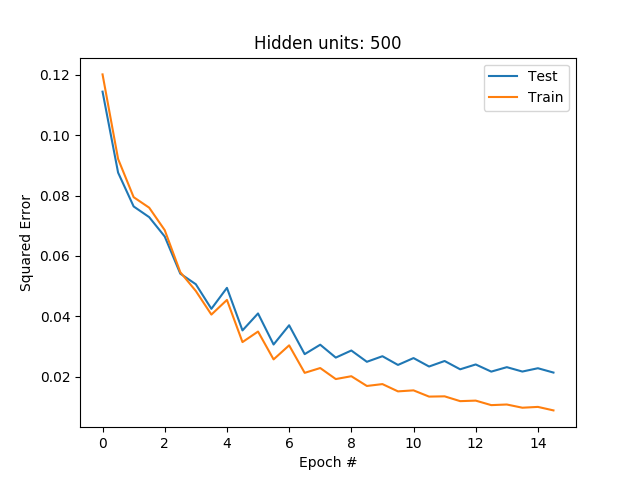 Hidden units: 500
Test
Train
0.12
0.10
0.08
0.06
0.04
0.02
Squared Error
0 2 4 6 8 10 12 14
Epoch #